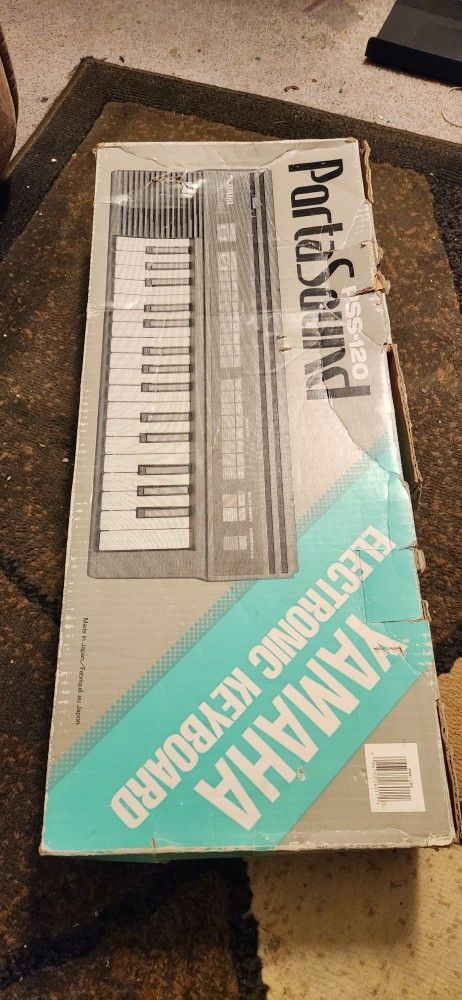 PortaSound
PSS-120
YAMAHA
ELECTRONIC KEYBOARD
Made in Japan/Fabriqué au Japon